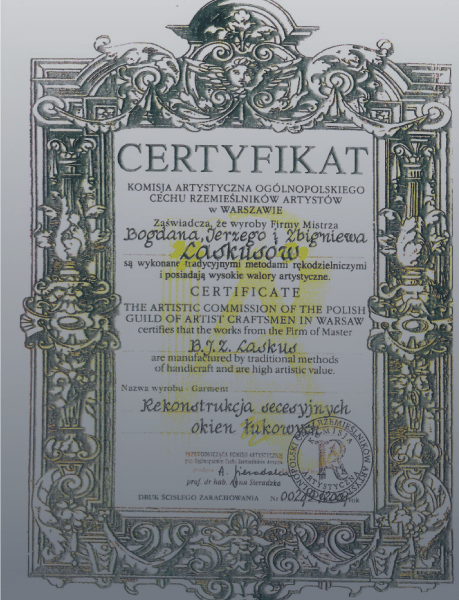 CERTYFIKAT
KOMISJA ARTYSTYCZNA OGÓLNOPOLSKIEGO
CECHU RZEMIEŚLNIKÓW ARTYSTÓW
w WARSZAWIE
Zaświadcza, że wyroby Firmy Mistrza
Bogdana, Jerzego i Zbigniewa
Laskusów
są wykonane tradycyjnymi metodami rękodzielniczymi
i posiadają wysokie walory artystyczne.
CERTIFICATE
THE ARTISTIC COMMISSION OF THE POLISH
GUILD OF ARTIST CRAFTSMEN IN WARSAW
certifies that the works from the Firm of Master
B.J.Z. Laskus
are manufactured by traditional methods
of handicraft and are high artistic value.
Nazwa wyrobu - Garment
Rekonstrukcja secesyjnych
okien łukowych
prof. dr hab. Anna Sieradzka
DRUK ŚCISŁEGO ZARACHOWANIA Nr